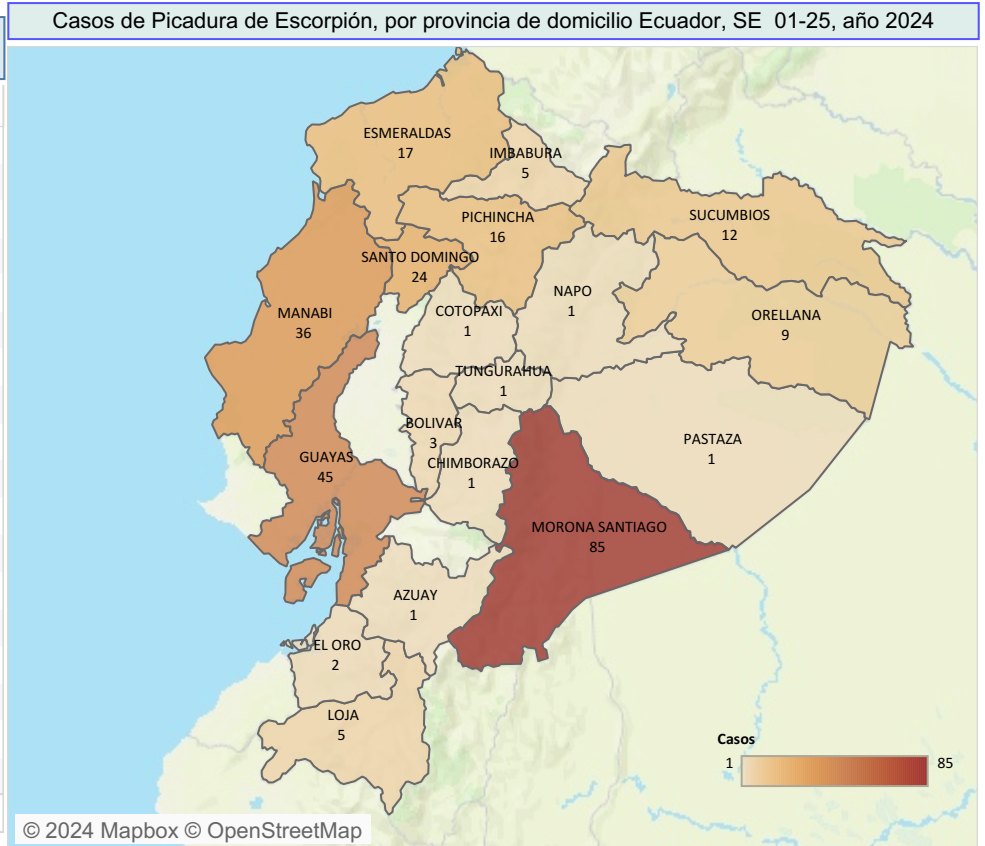 Casos de Picadura de Escorpión, por provincia de domicilio Ecuador, SE 01-25, año 2024
ESMERALDAS
17
IMBABURA
5
PICHINCHA
16
SUCUMBIOS
12
SANTO DOMINGO
24
MANABI
36
COTOPAXI
1
NAPO
1
ORELLANA
9
TUNGURAHUA
1
BOLIVAR
3
CHIMBORAZO
1
PASTAZA
1
GUAYAS
45
MORONA SANTIAGO
85
AZUAY
1
EL ORO
2
LOJA
5
Casos
1
85
© 2024 Mapbox © OpenStreetMap